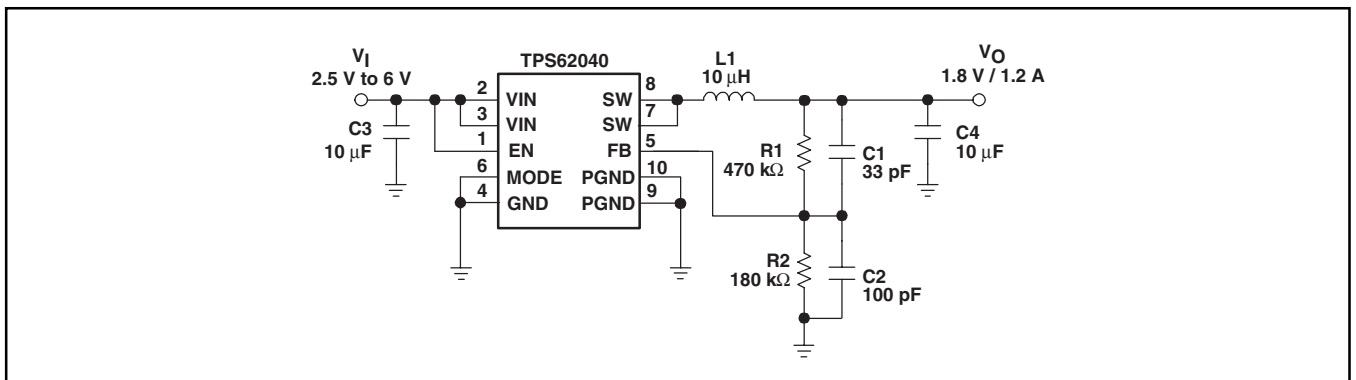 TPS62040
V_I
2.5 V to 6 V
C3
10 μF
2
3
1
6
4
VIN
VIN
EN
MODE
GND
SW
SW
FB
PGND
PGND
8
7
5
10
9
L1
10 μH
R1
470 kΩ
C1
33 pF
R2
180 kΩ
C2
100 pF
V_O
1.8 V / 1.2 A
C4
10 μF